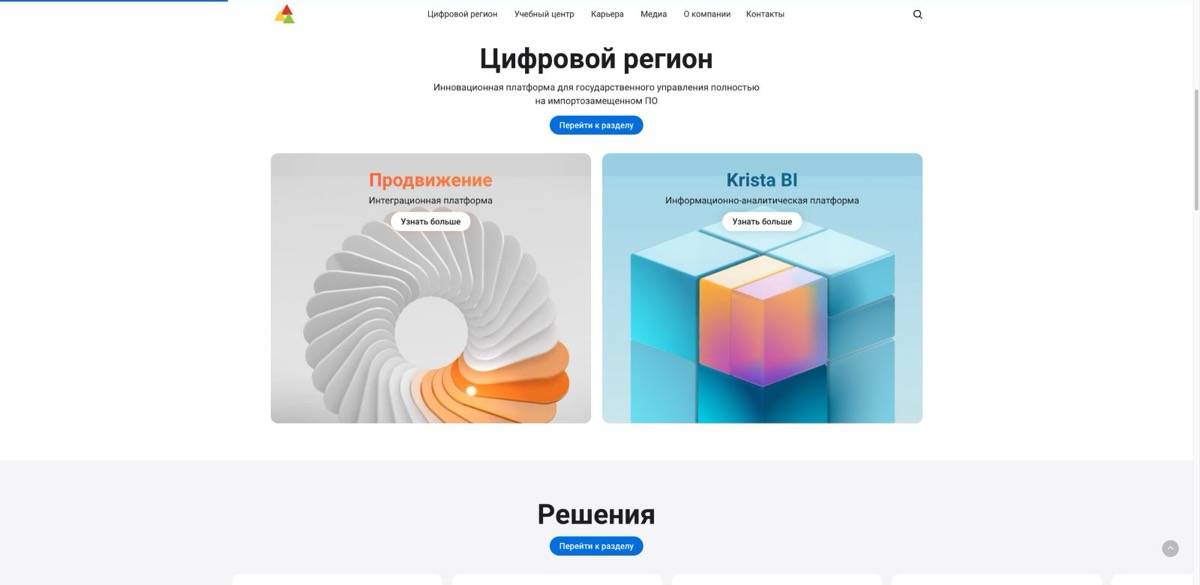 Цифровой регион Учебный центр Карьера Медиа О компании Контакты
Цифровой регион
Инновационная платформа для государственного управления полностью
на импортозамещенном ПО
Перейти к разделу
Продвижение
Интеграционная платформа
Узнать больше
Krista BI
Информационно-аналитическая платформа
Узнать больше
Решения
Перейти к разделу